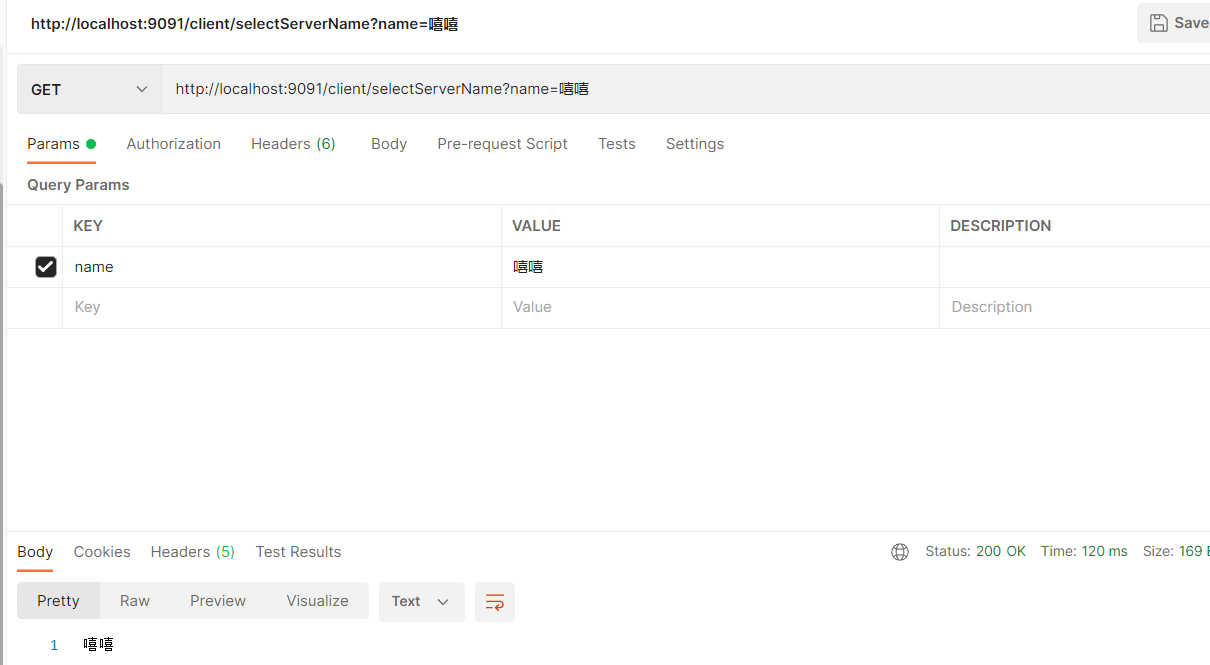 http://localhost:9091/client/selectServerName?name=嘻嘻
Save
GET http://localhost:9091/client/selectServerName?name=嘻嘻
Params Authorization Headers (6) Body Pre-request Script Tests Settings
Query Params
KEY VALUE DESCRIPTION
name 嘻嘻
Key Value Description
Body Cookies Headers (5) Test Results Status: 200 OK Time: 120 ms Size: 169
Pretty Raw Preview Visualize Text
1 嘻嘻